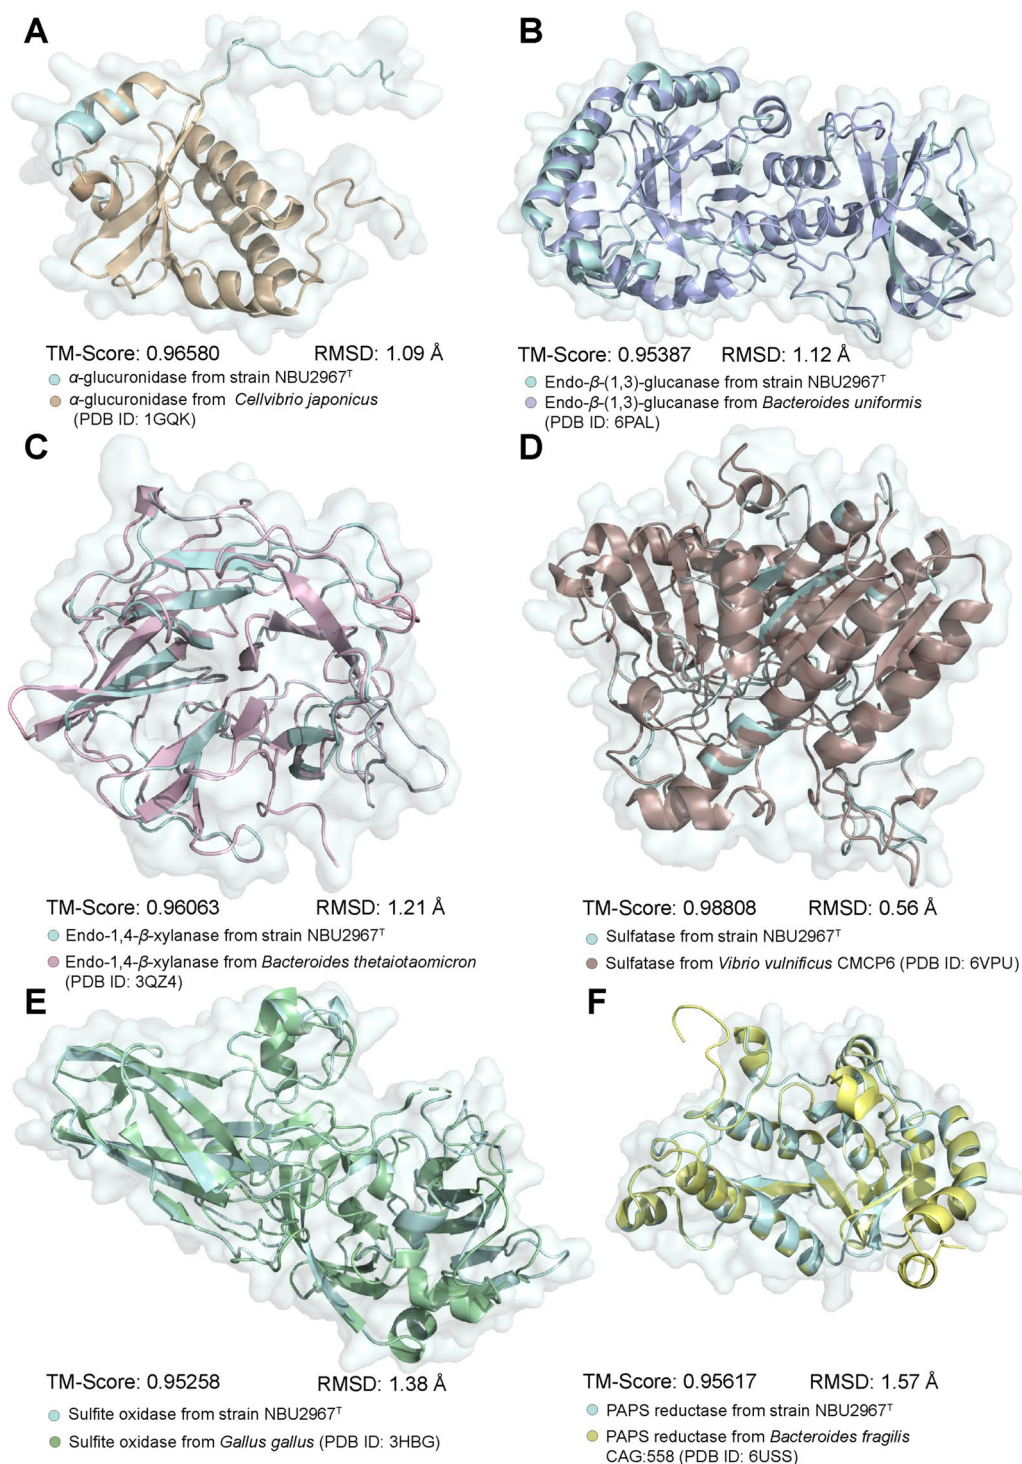 A
B
TM-Score: 0.96580 RMSD: 1.09 Å
α-glucuronidase from strain NBU2967ᵀ
α-glucuronidase from Cellvibrio japonicus
(PDB ID: 1GQK)
TM-Score: 0.95387 RMSD: 1.12 Å
Endo-β-(1,3)-glucanase from strain NBU2967ᵀ
Endo-β-(1,3)-glucanase from Bacteroides uniformis
(PDB ID: 6PAL)
C
D
TM-Score: 0.96063 RMSD: 1.21 Å
Endo-1,4-β-xylanase from strain NBU2967ᵀ
Endo-1,4-β-xylanase from Bacteroides thetaiotaomicron
(PDB ID: 3QZ4)
TM-Score: 0.98808 RMSD: 0.56 Å
Sulfatase from strain NBU2967ᵀ
Sulfatase from Vibrio vulnificus CMCP6 (PDB ID: 6VPU)
E
F
TM-Score: 0.95258 RMSD: 1.38 Å
Sulfite oxidase from strain NBU2967ᵀ
Sulfite oxidase from Gallus gallus (PDB ID: 3HBG)
TM-Score: 0.95617 RMSD: 1.57 Å
PAPS reductase from strain NBU2967ᵀ
PAPS reductase from Bacteroides fragilis
CAG:558 (PDB ID: 6USS)